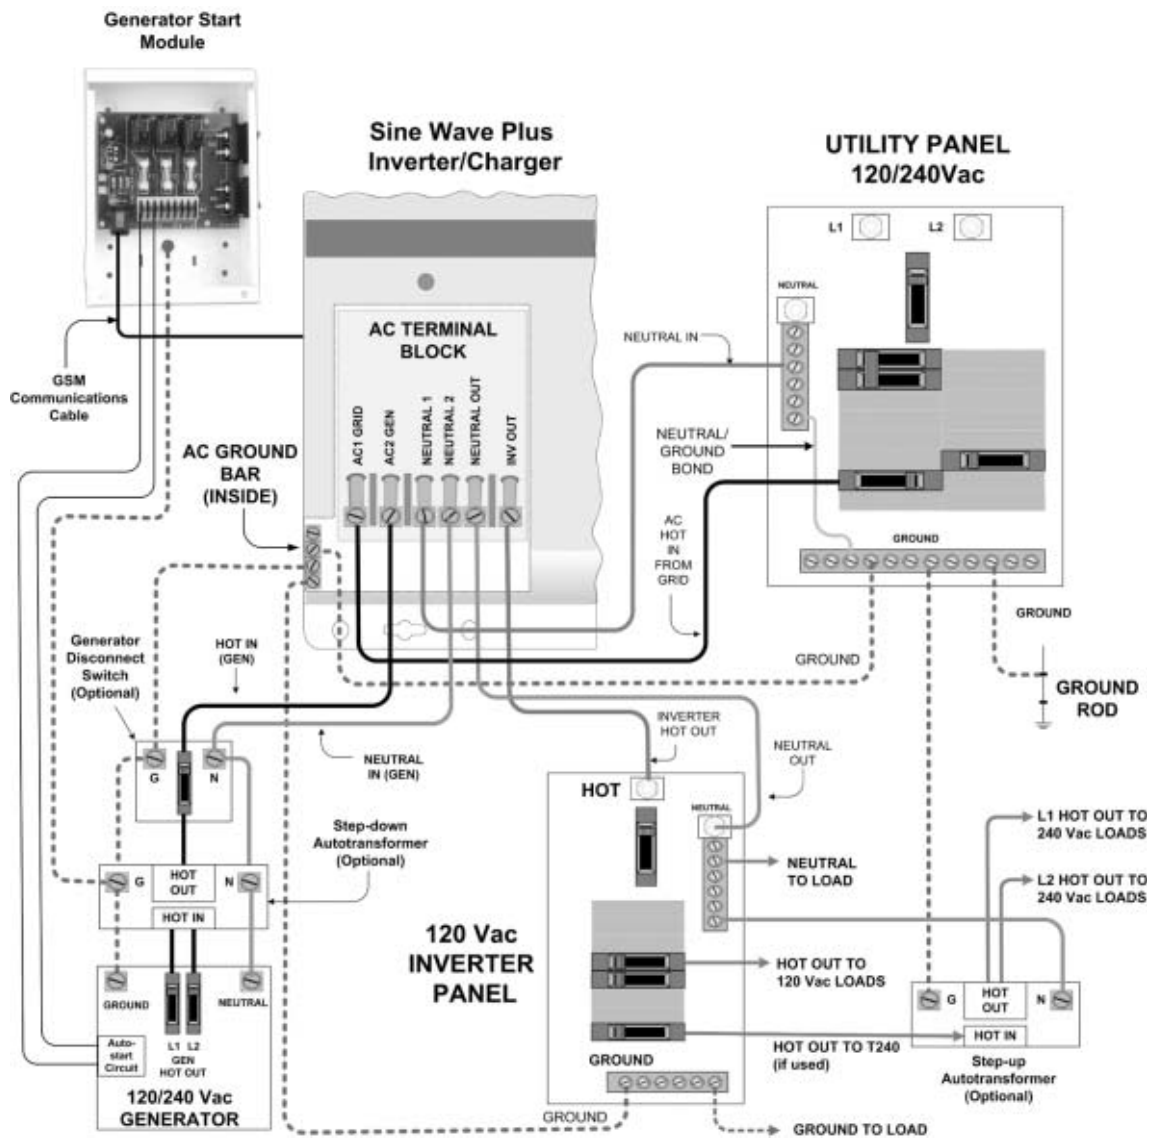 Generator Start
Module
Sine Wave Plus
Inverter/Charger
UTILITY PANEL
120/240Vac
L1
L2
NEUTRAL
AC TERMINAL
BLOCK
NEUTRAL IN
GSM
Communications
Cable
AC1 GRID
AC2 GEN
NEUTRAL 1
NEUTRAL 2
NEUTRAL OUT
INV OUT
NEUTRAL/
GROUND
BOND
AC GROUND
BAR
(INSIDE)
AC
HOT
IN
FROM
GRID
GROUND
GROUND
GROUND
GROUND
ROD
Generator
Disconnect
Switch
(Optional)
HOT IN
(GEN)
NEUTRAL
IN (GEN)
G
N
INVERTER
HOT OUT
NEUTRAL
OUT
HOT
NEUTRAL
Step-down
Autotransformer
(Optional)
G
HOT
OUT
N
HOT IN
NEUTRAL
TO LOAD
L1 HOT OUT TO
240 Vac LOADS
L2 HOT OUT TO
240 Vac LOADS
120 Vac
INVERTER
PANEL
HOT OUT TO
120 Vac LOADS
GROUND
NEUTRAL
G
HOT
OUT
N
HOT IN
L1 L2
GEN
HOT OUT
Auto-
start
Circuit
HOT OUT TO T240
(if used)
Step-up
Autotransformer
(Optional)
GROUND
120/240 Vac
GENERATOR
GROUND
GROUND TO LOAD